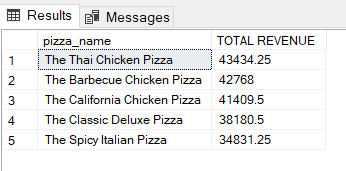 Results Messages
pizza_name TOTAL REVENUE
1 The Thai Chicken Pizza 43434.25
2 The Barbecue Chicken Pizza 42768
3 The California Chicken Pizza 41409.5
4 The Classic Deluxe Pizza 38180.5
5 The Spicy Italian Pizza 34831.25